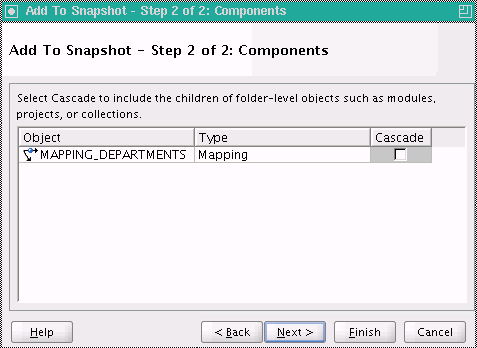 Add To Snapshot - Step 2 of 2: Components
Add To Snapshot - Step 2 of 2: Components
Select Cascade to include the children of folder-level objects such as modules,
projects, or collections.
Object Type Cascade
MAPPING_DEPARTMENTS Mapping
Help < Back Next > Finish Cancel